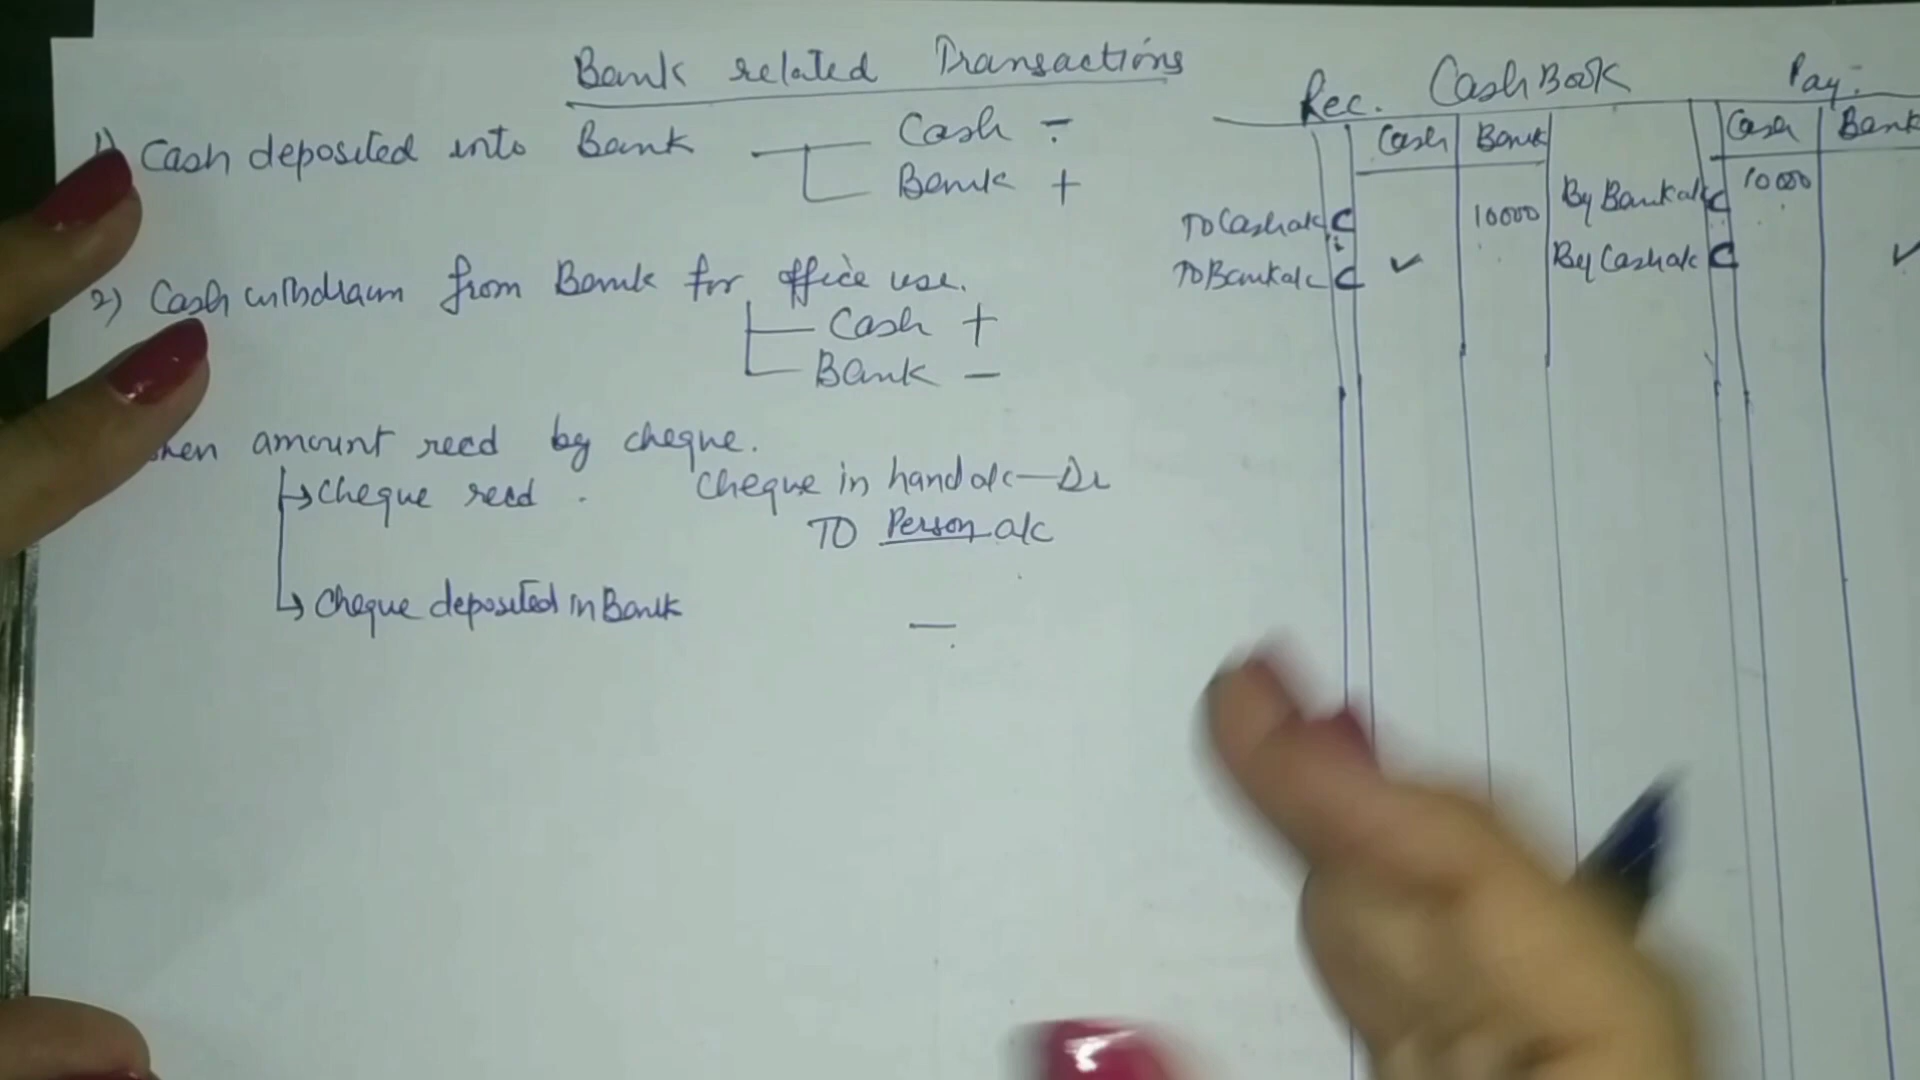 Bank related Transactions
1) Cash deposited into Bank
Cash -
Bank +
2) Cash withdrawn from Bank for office use.
Cash +
Bank -
when amount recd by cheque.
Cheque recd. Cheque in hand a/c - Dr
TO Person a/c
Cheque deposited in Bank
Rec. Cash Book Pay.
Cash Bank Cash Bank
To Cash a/c C 10000 By Bank a/c C 10000
To Bank a/c C ✓ By Cash a/c C ✓